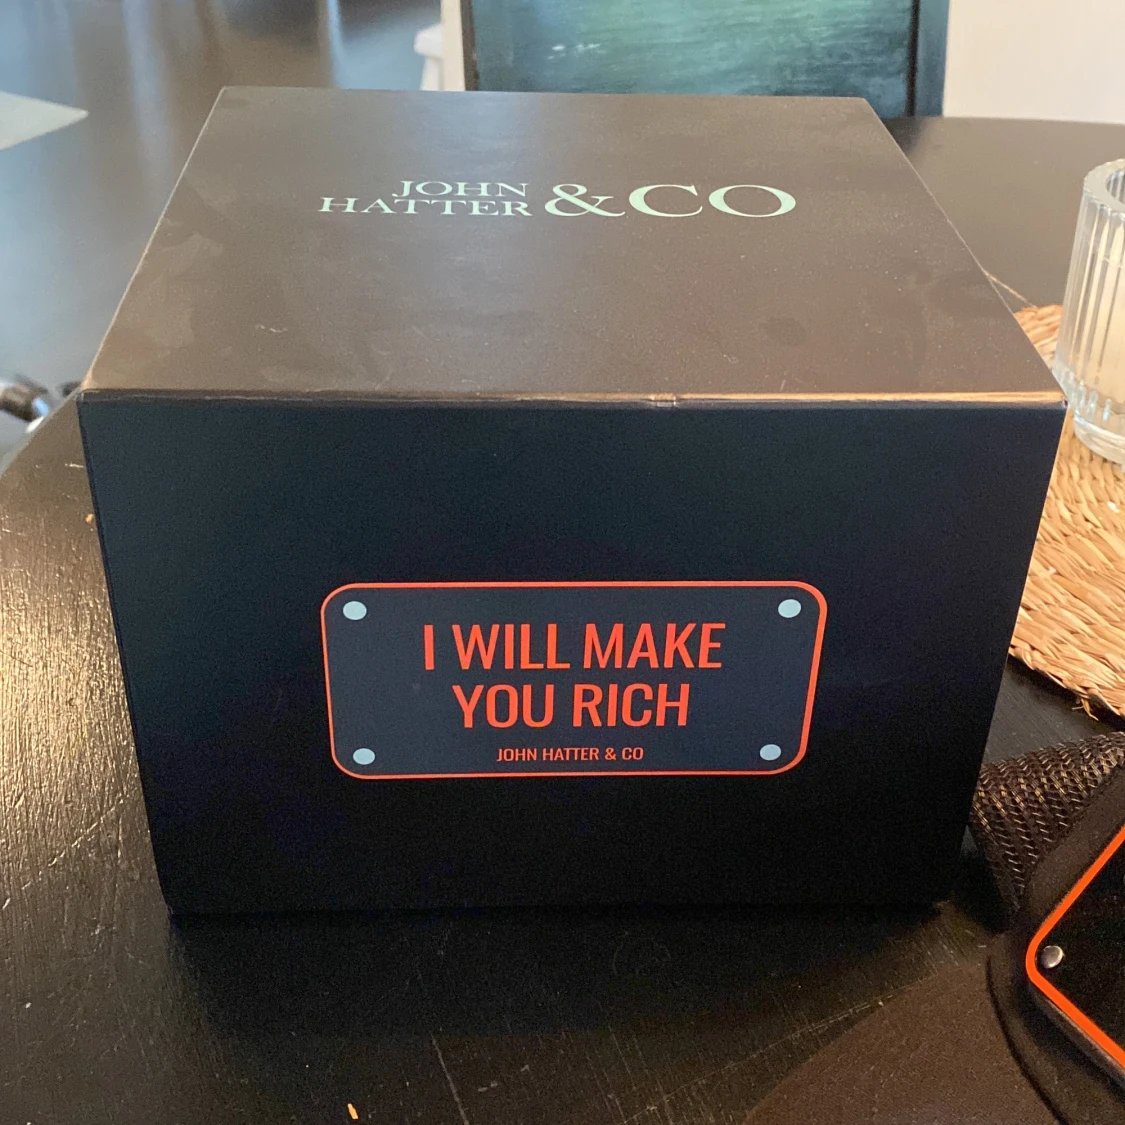 JOHN
HATTER &CO
I WILL MAKE
YOU RICH
JOHN HATTER & CO